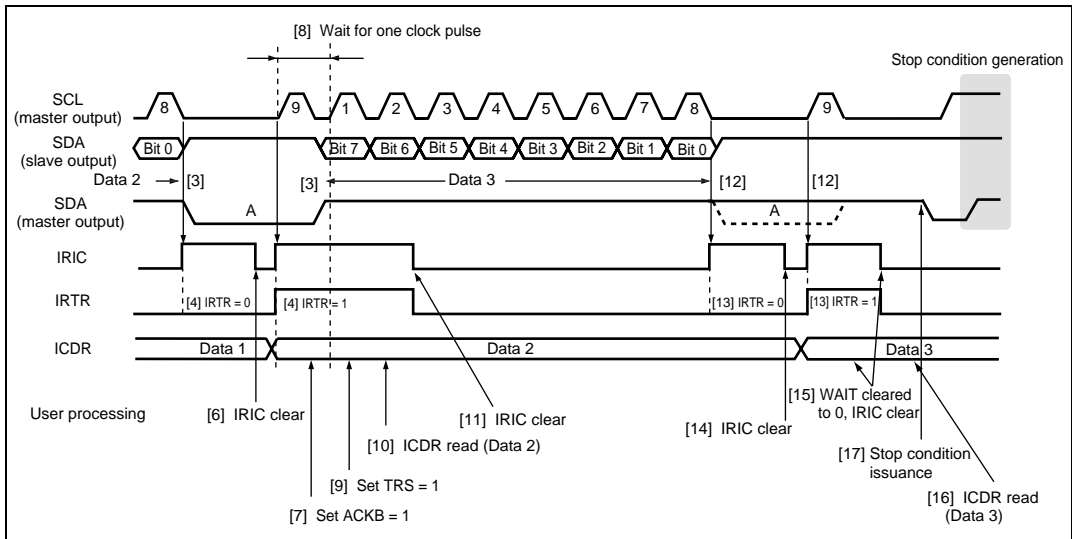 [8] Wait for one clock pulse
Stop condition generation
SCL
(master output)
8 9 1 2 3 4 5 6 7 8 9
SDA
(slave output)
Bit 0 Bit 7 Bit 6 Bit 5 Bit 4 Bit 3 Bit 2 Bit 1 Bit 0
Data 2 [3] [3] Data 3 [12] [12]
SDA
(master output)
A A
IRIC
IRTR
[4] IRTR = 0 [4] IRTR = 1 [13] IRTR = 0 [13] IRTR = 1
ICDR
Data 1 Data 2 Data 3
User processing
[6] IRIC clear
[11] IRIC clear
[10] ICDR read (Data 2)
[9] Set TRS = 1
[7] Set ACKB = 1
[14] IRIC clear
[15] WAIT cleared
to 0, IRIC clear
[17] Stop condition
issuance
[16] ICDR read
(Data 3)